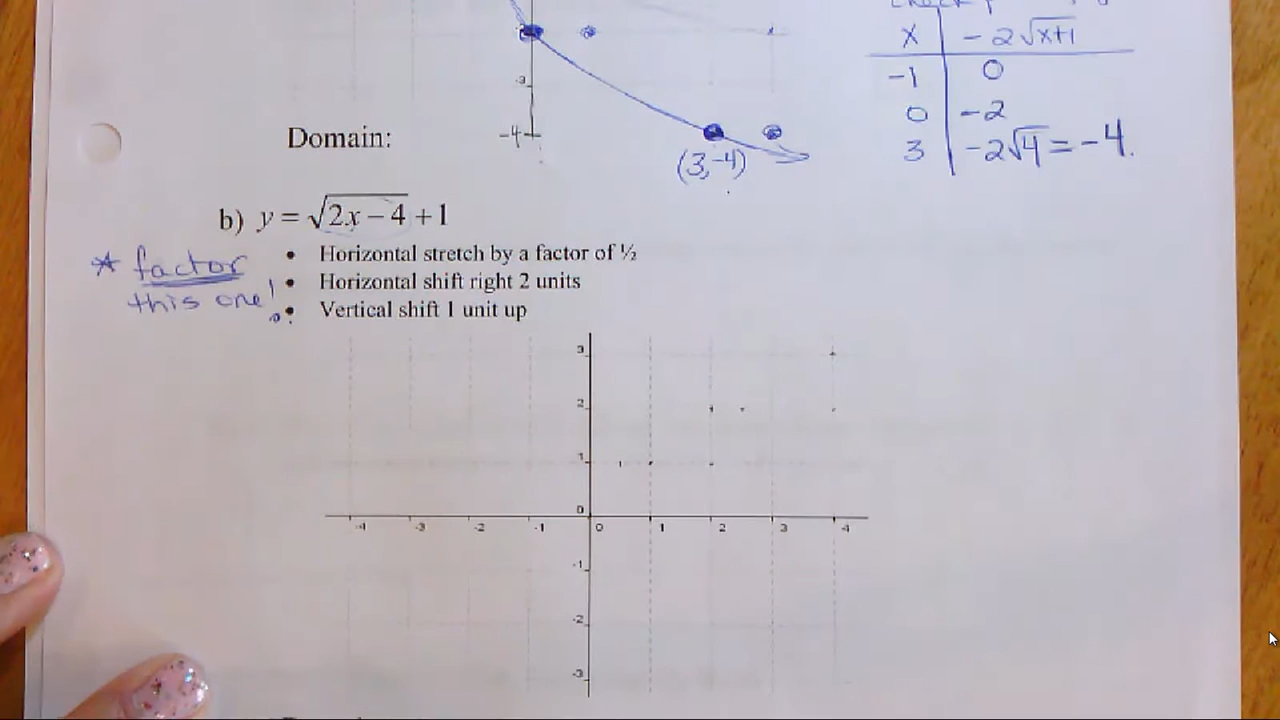 x | -2√x+1
-1 | 0
0 | -2
3 | -2√4 = -4.
-3
-4
Domain:
(3,-4)
b) y = √2x − 4 + 1
* factor
this one!
• Horizontal stretch by a factor of ½
• Horizontal shift right 2 units
• Vertical shift 1 unit up
3
2
1
0
-4 -3 -2 -1 0 1 2 3 4
-1
-2
-3